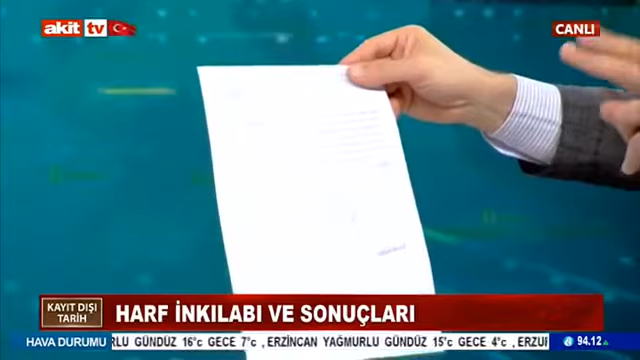 akit tv
CANLI
KAYIT DIŞI
TARİH
HARF İNKILABI VE SONUÇLARI
HAVA DURUMU
RLU GÜNDÜZ 16°C GECE 7°C , ERZİNCAN YAĞMURLU GÜNDÜZ 15°C GECE 4°C , ERZUR
94.12